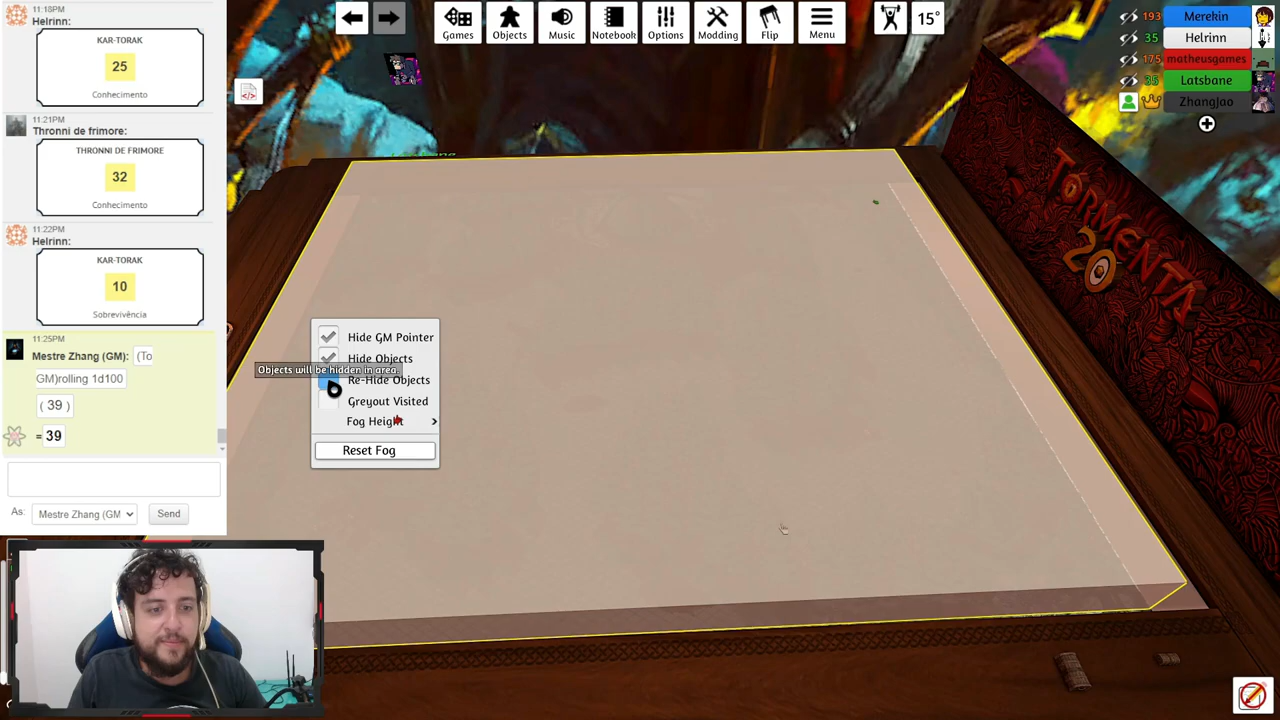 11:18PM
Helrinn:
KAR-TORAK
25
Conhecimento
11:21PM
Thronni de frimore:
THRONNI DE FRIMORE
32
Conhecimento
11:22PM
Helrinn:
KAR-TORAK
10
Sobrevivência
11:25PM
Mestre Zhang (GM): (To
GM)rolling 1d100
( 39 )
= 39
As:
Mestre Zhang (GM
Send
Games
Objects
Music
Notebook
Options
Modding
Flip
Menu
15°
193 Merekin
35 Helrinn
175 matheusgames
35 Latsbane
ZhangJao
Hide GM Pointer
Hide Objects
Objects will be hidden in area.
Re-Hide Objects
Greyout Visited
Fog Height
Reset Fog
TORMENTA
20